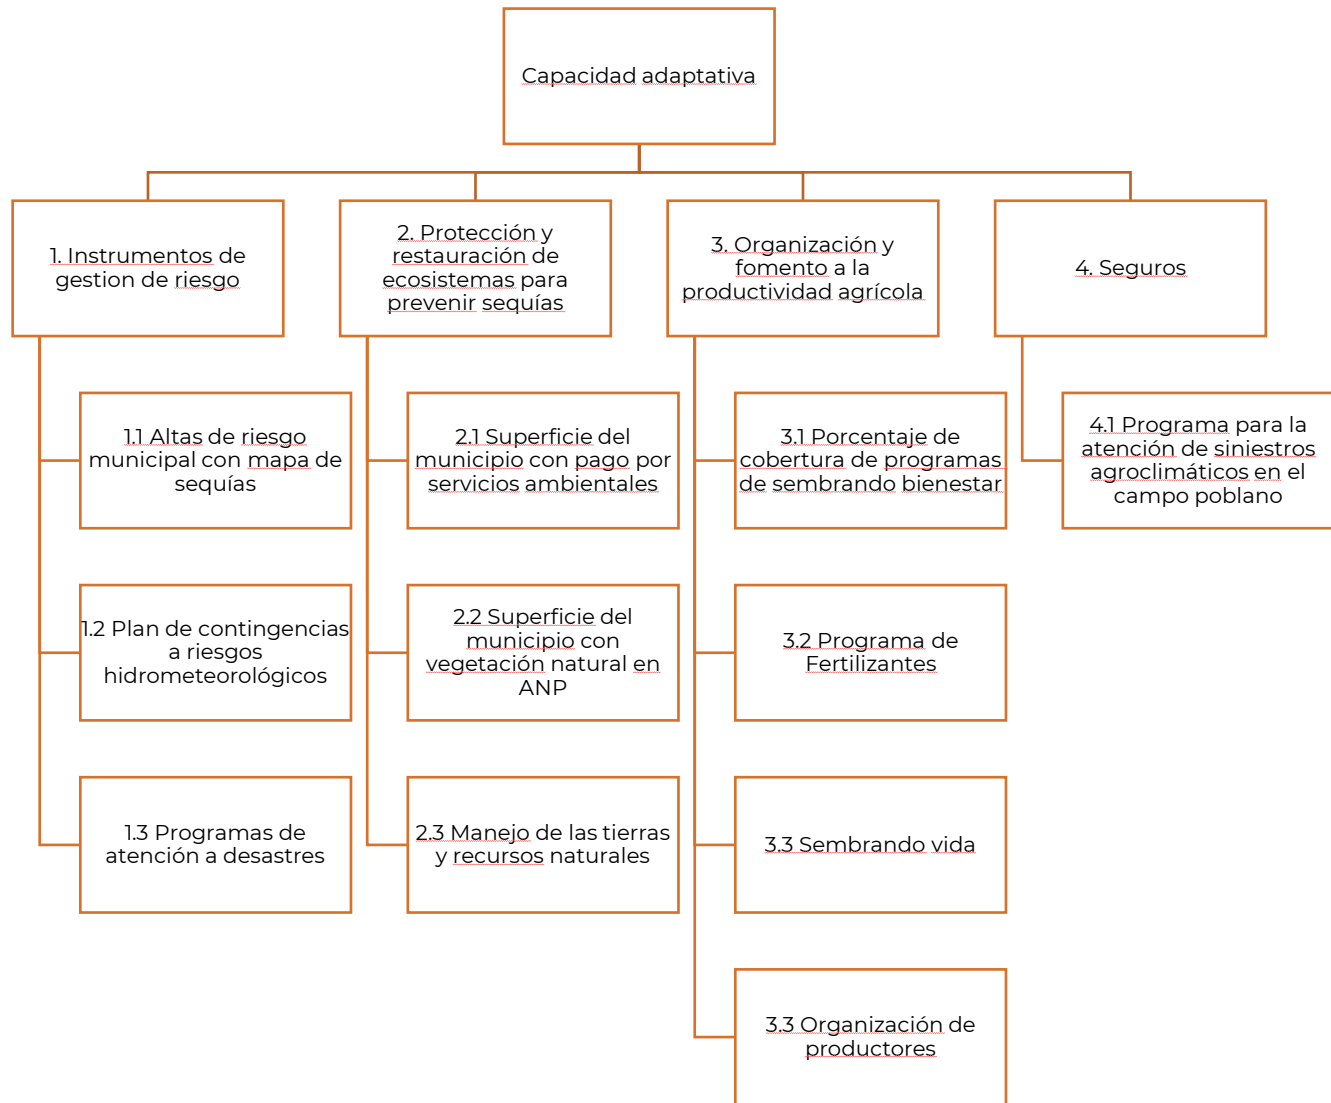 Capacidad adaptativa
1. Instrumentos de
gestion de riesgo
2. Protección y
restauración de
ecosistemas para
prevenir sequías
3. Organización y
fomento a la
productividad agrícola
4. Seguros
1.1 Altas de riesgo
municipal con mapa de
sequías
2.1 Superficie del
municipio con pago por
servicios ambientales
3.1 Porcentaje de
cobertura de programas
de sembrando bienestar
4.1 Programa para la
atención de siniestros
agroclimáticos en el
campo poblano
1.2 Plan de contingencias
a riesgos
hidrometeorológicos
2.2 Superficie del
municipio con
vegetación natural en
ANP
3.2 Programa de
Fertilizantes
1.3 Programas de
atención a desastres
2.3 Manejo de las tierras
y recursos naturales
3.3 Sembrando vida
3.3 Organización de
productores